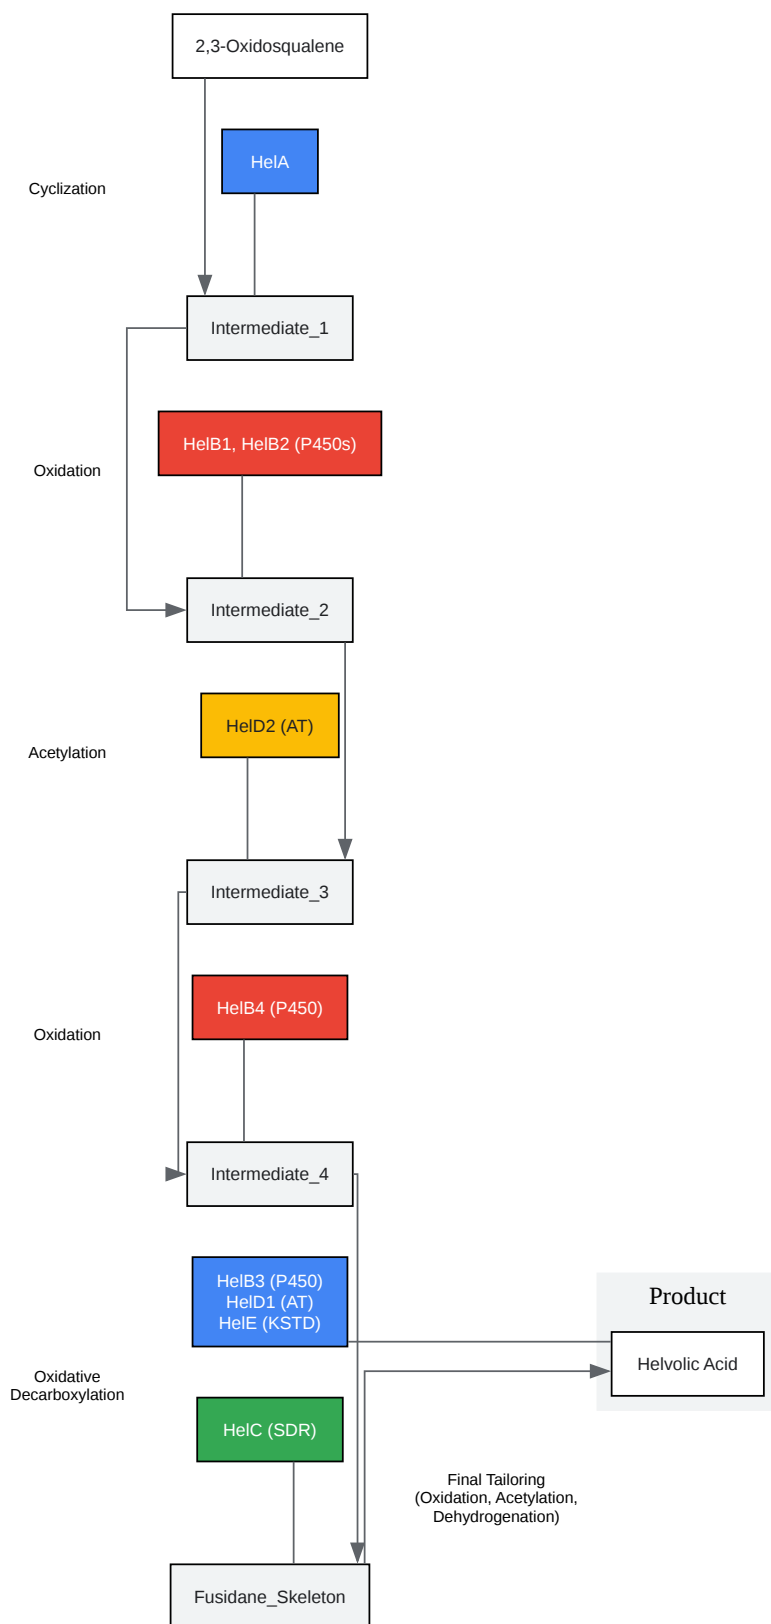 2,3-Oxidosqualene
HelA
Cyclization
Intermediate_1
HelB1, HelB2 (P450s)
Oxidation
Intermediate_2
HelD2 (AT)
Acetylation
Intermediate_3
HelB4 (P450)
Oxidation
Intermediate_4
HelB3 (P450)
HelD1 (AT)
HelE (KSTD)
Product
Helvolic Acid
Oxidative
Decarboxylation
HelC (SDR)
Final Tailoring
(Oxidation, Acetylation,
Dehydrogenation)
Fusidane_Skeleton